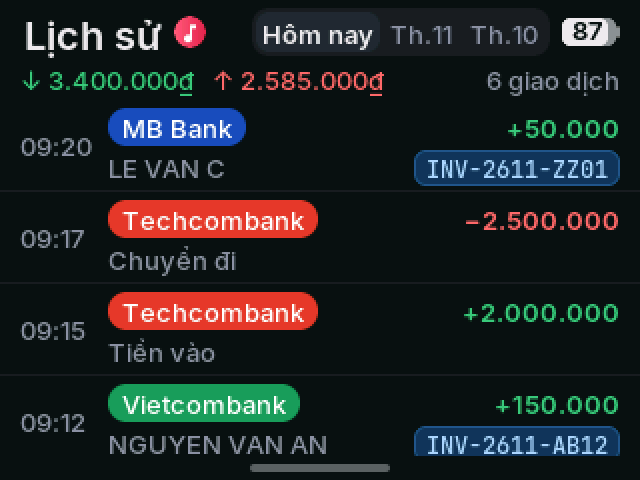 Lịch sử Hôm nay Th.11 Th.10 87
↓ 3.400.000₫ ↑ 2.585.000₫ 6 giao dịch
MB Bank +50.000
09:20
LE VAN C INV-2611-ZZ01
Techcombank −2.500.000
09:17
Chuyển đi
Techcombank +2.000.000
09:15
Tiền vào
Vietcombank +150.000
09:12
NGUYEN VAN AN INV-2611-AB12